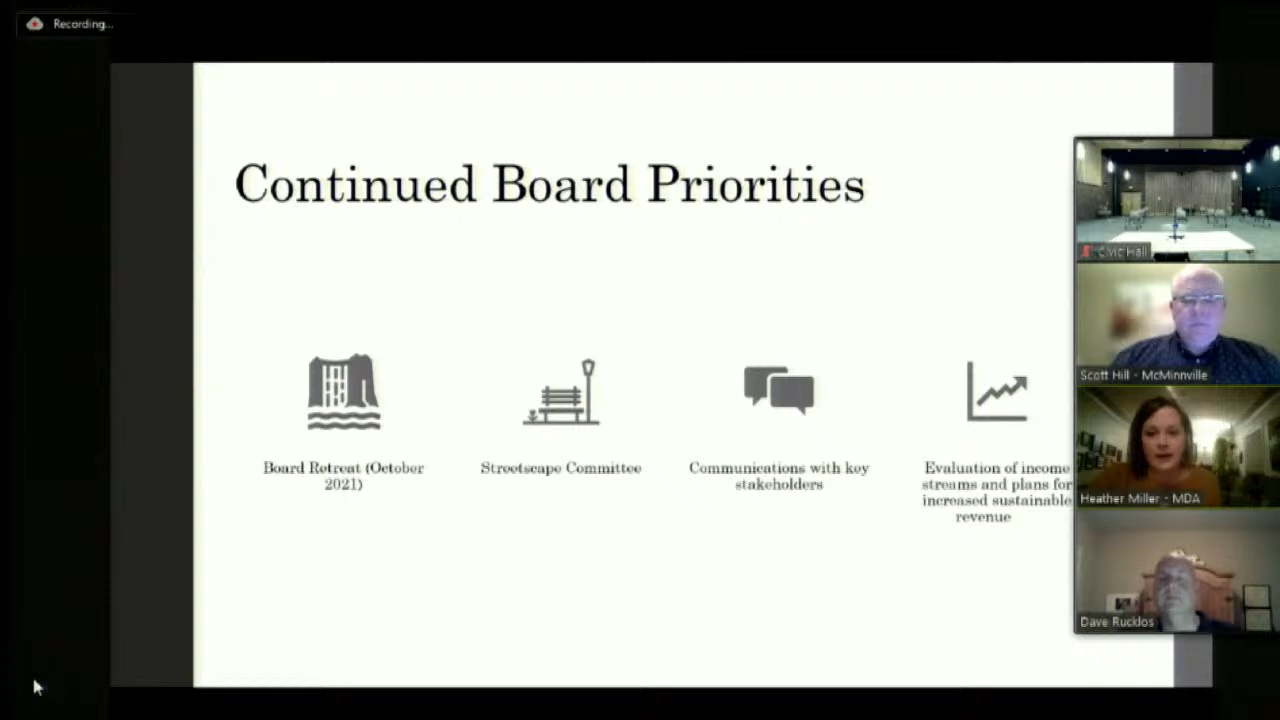 Recording...
Continued Board Priorities
Board Retreat (October
2021)
Streetscape Committee
Communications with key
stakeholders
Evaluation of income
streams and plans for
increased sustainable
revenue
Civic Hall
Scott Hill - McMinnville
Heather Miller - MDA
Dave Rucklos